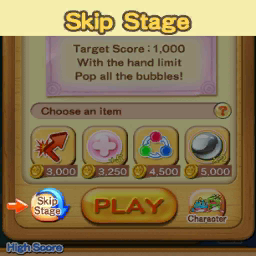 Skip Stage
Target Score : 1,000
With the hand limit
Pop all the bubbles!
Choose an item
?
3,000
3,250
4,500
5,000
Skip
Stage
PLAY
Character
High Score